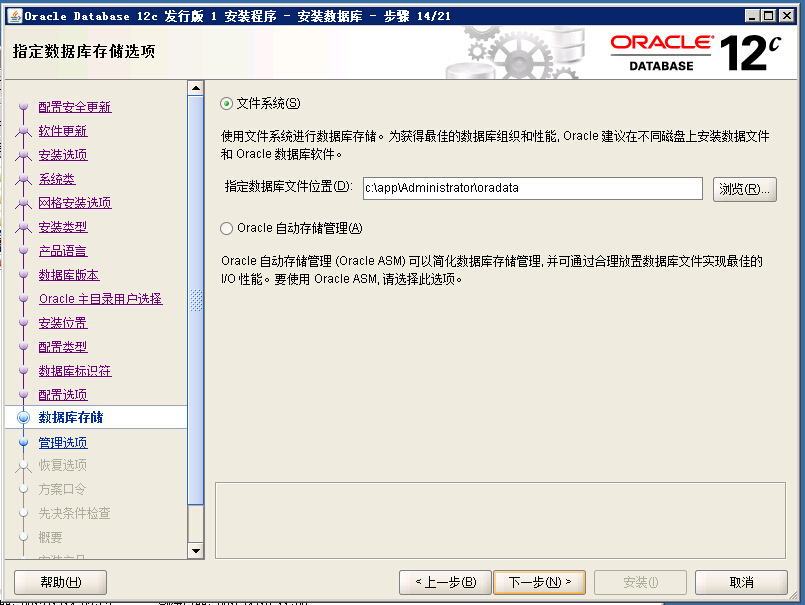 Oracle Database 12c 发行版 1 安装程序 - 安装数据库 - 步骤 14/21
指定数据库存储选项
ORACLE
DATABASE
12c
配置安全更新
软件更新
安装选项
系统类
网格安装选项
安装类型
产品语言
数据库版本
Oracle 主目录用户选择
安装位置
配置类型
数据库标识符
配置选项
数据库存储
管理选项
恢复选项
方案口令
先决条件检查
概要
文件系统(S)
使用文件系统进行数据库存储。为获得最佳的数据库组织和性能, Oracle 建议在不同磁盘上安装数据文件
和 Oracle 数据库软件。
指定数据库文件位置(D): c:\app\Administrator\oradata 浏览(R)...
Oracle 自动存储管理(A)
Oracle 自动存储管理 (Oracle ASM) 可以简化数据库存储管理, 并可通过合理放置数据库文件实现最佳的
I/O 性能。要使用 Oracle ASM, 请选择此选项。
帮助(H) < 上一步(B) 下一步(N) > 安装(I) 取消